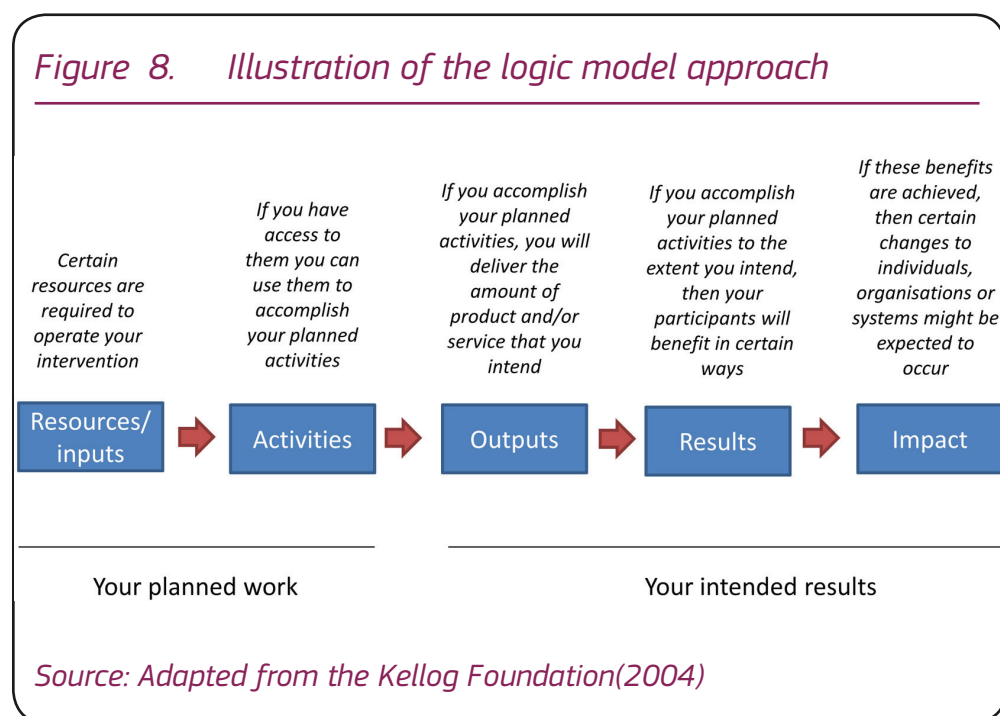 Figure 8. Illustration of the logic model approach
Certain
resources are
required to
operate your
intervention
If you have
access to
them you can
use them to
accomplish
your planned
activities
If you accomplish
your planned
activities, you will
deliver the
amount of
product and/or
service that you
intend
If you accomplish
your planned
activities to the
extent you intend,
then your
participants will
benefit in certain
ways
If these benefits
are achieved,
then certain
changes to
individuals,
organisations or
systems might be
expected to
occur
Resources/
inputs
Activities
Outputs
Results
Impact
Your planned work
Your intended results
Source: Adapted from the Kellog Foundation(2004)